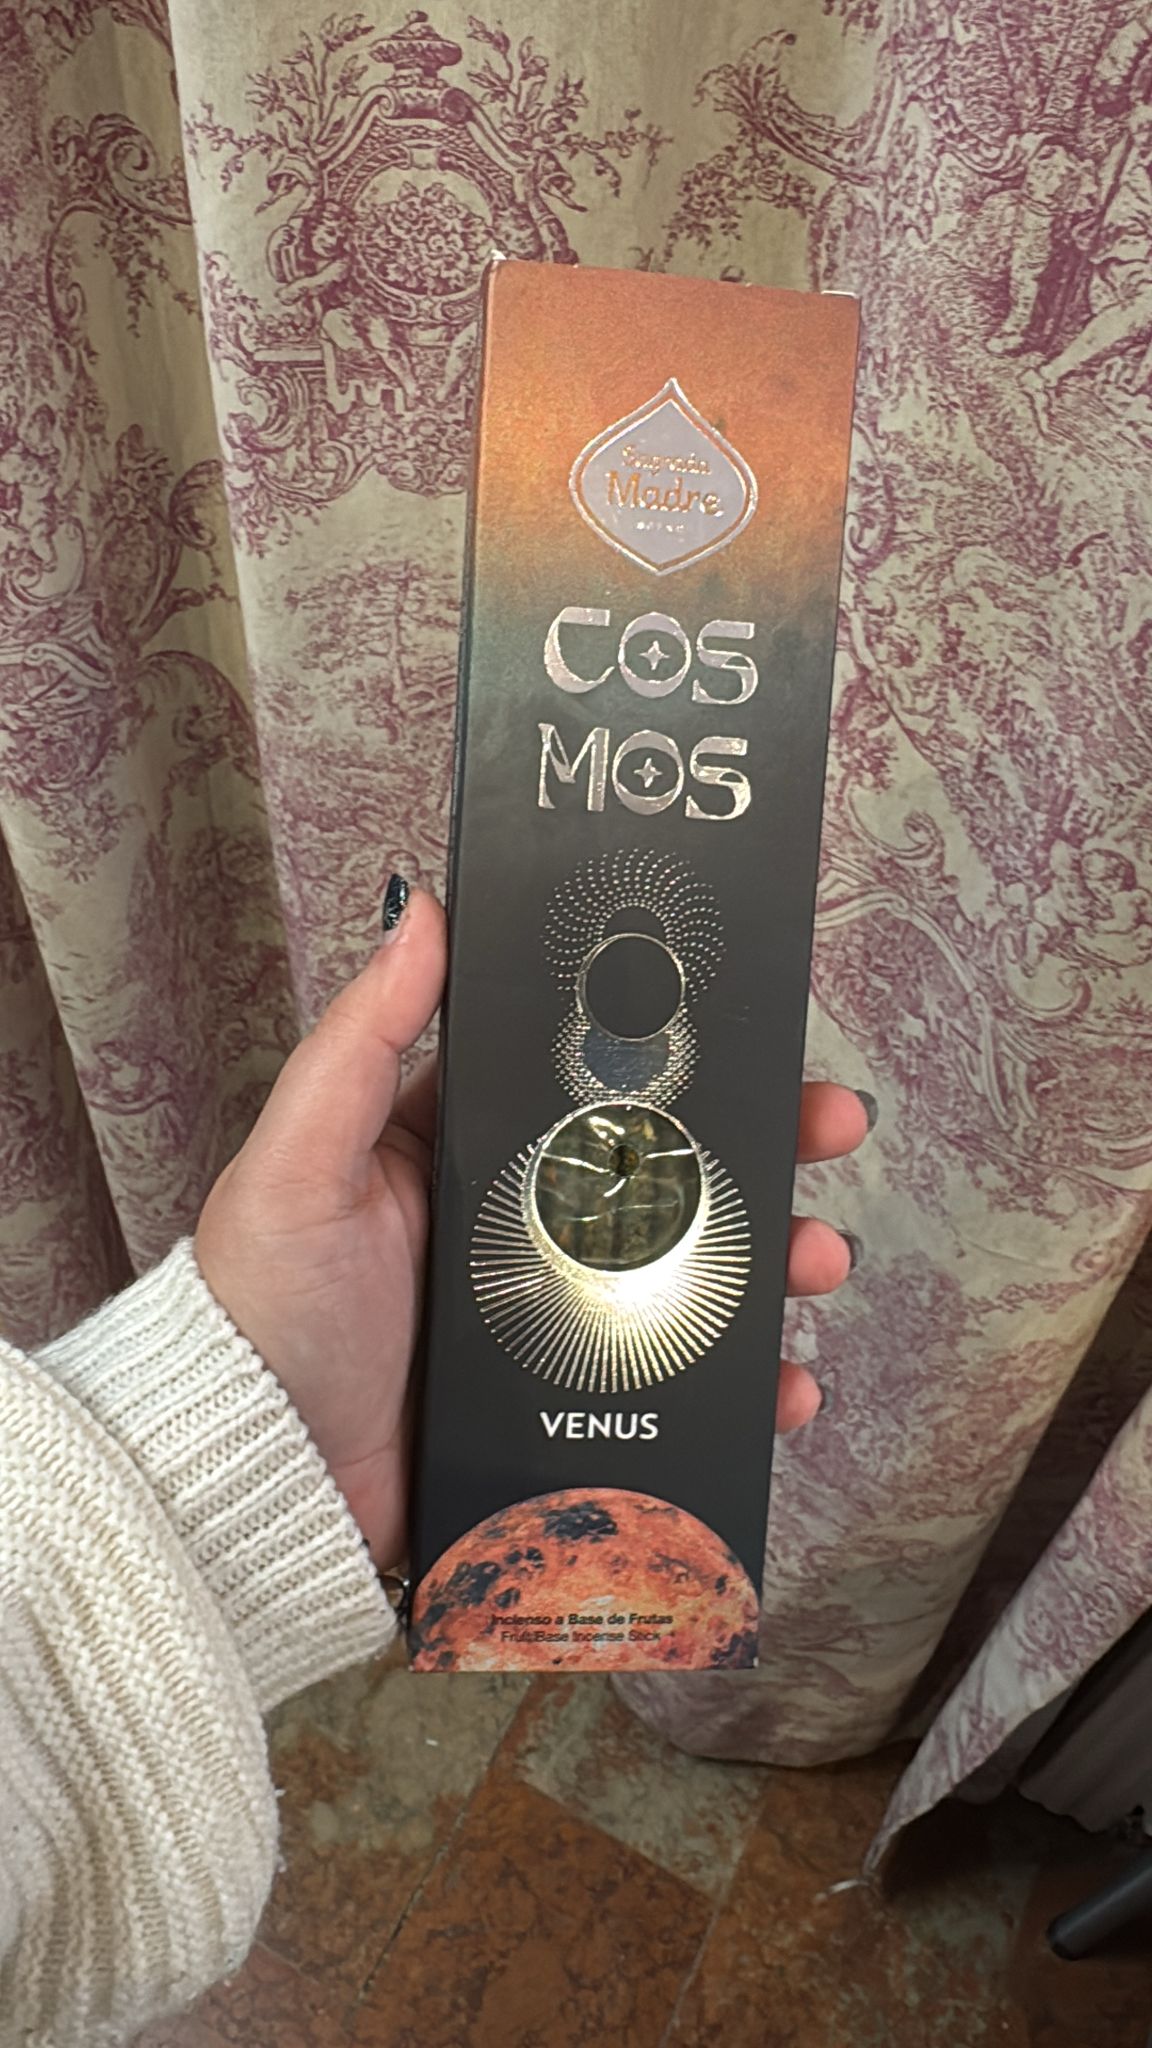 Sagrada
Madre
COS
MOS
VENUS
Incienso a Base de Frutas
Fruit Base Incense Stick